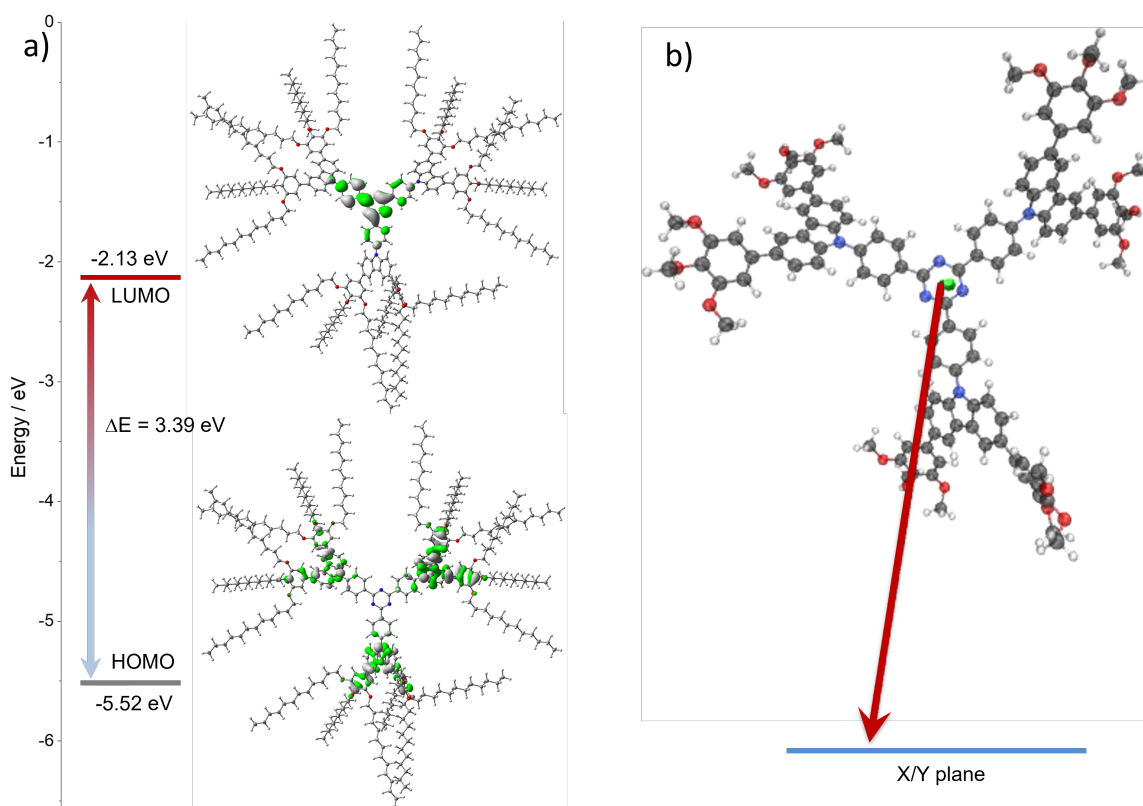 a)
0
-1
-2
-3
-4
-5
-6
Energy / eV
-2.13 eV
LUMO
ΔE = 3.39 eV
HOMO
-5.52 eV
b)
X/Y plane